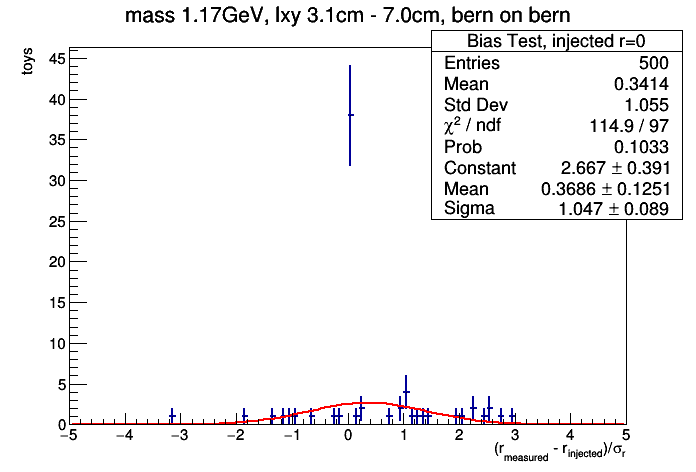 mass 1.17GeV, lxy 3.1cm - 7.0cm, bern on bern
Bias Test, injected r=0
Entries 500
Mean 0.3414
Std Dev 1.055
χ² / ndf 114.9 / 97
Prob 0.1033
Constant 2.667 ± 0.391
Mean 0.3686 ± 0.1251
Sigma 1.047 ± 0.089
toys
45
40
35
30
25
20
15
10
5
0
−5 −4 −3 −2 −1 0 1 2 3 4 5
(r_measured - r_injected)/σ_r